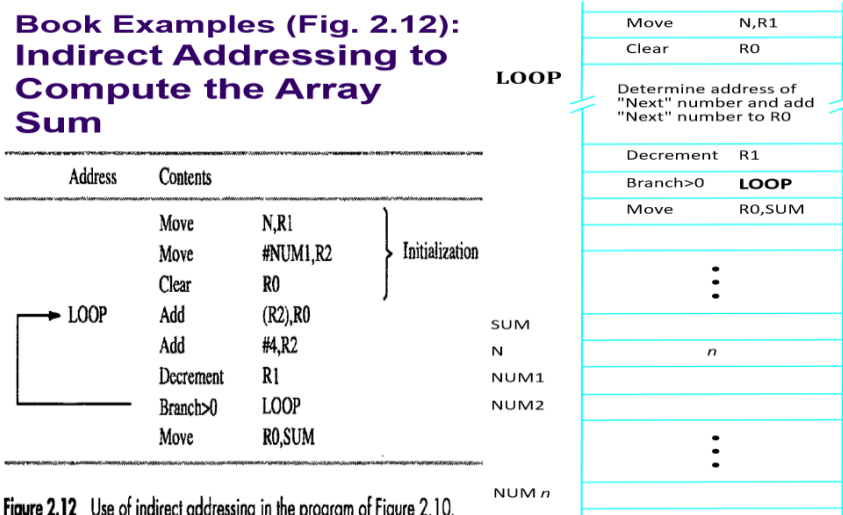 Book Examples (Fig. 2.12):
Indirect Addressing to
Compute the Array
Sum
Address Contents
Move N,R1
Move #NUM1,R2
Clear R0
Initialization
LOOP Add (R2),R0
Add #4,R2
Decrement R1
Branch>0 LOOP
Move R0,SUM
Figure 2.12 Use of indirect addressing in the program of Figure 2.10.
Move N,R1
Clear R0
LOOP
Determine address of
"Next" number and add
"Next" number to R0
Decrement R1
Branch>0 LOOP
Move R0,SUM
SUM
N n
NUM1
NUM2
NUM n